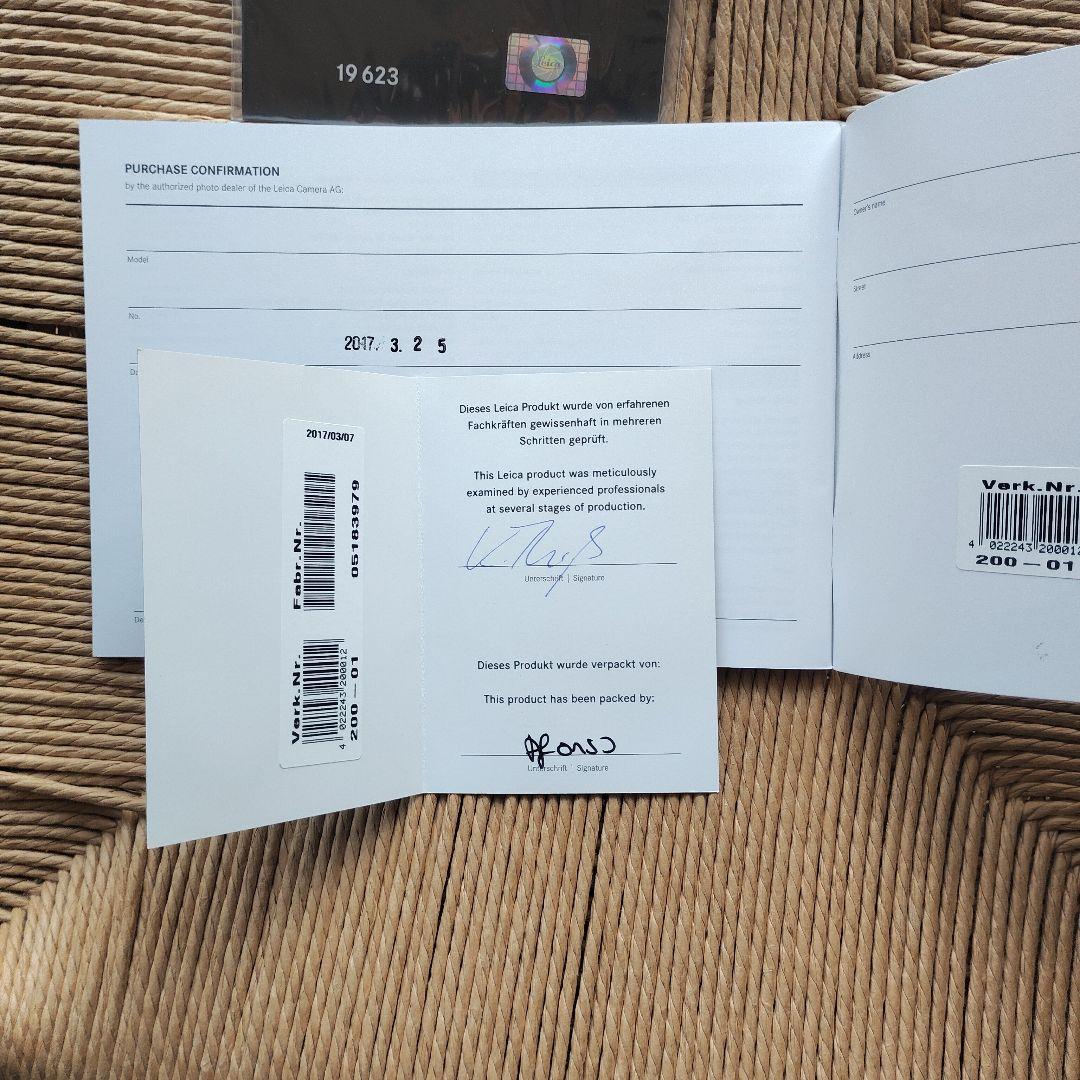 19 623
Leica
PURCHASE CONFIRMATION
by the authorized photo dealer of the Leica Camera AG:
Model
No.
2017. 3. 2 5
Owner's name
Street
Address
2017/03/07
Fabr.Nr.
05183979
Verk.Nr.
4 022243 200012
200-01
Dieses Leica Produkt wurde von erfahrenen
Fachkräften gewissenhaft in mehreren
Schritten geprüft.
This Leica product was meticulously
examined by experienced professionals
at several stages of production.
Unterschrift | Signature
Dieses Produkt wurde verpackt von:
This product has been packed by:
Afonso
Unterschrift | Signature
Verk.Nr.
4 022243 200012
200-01